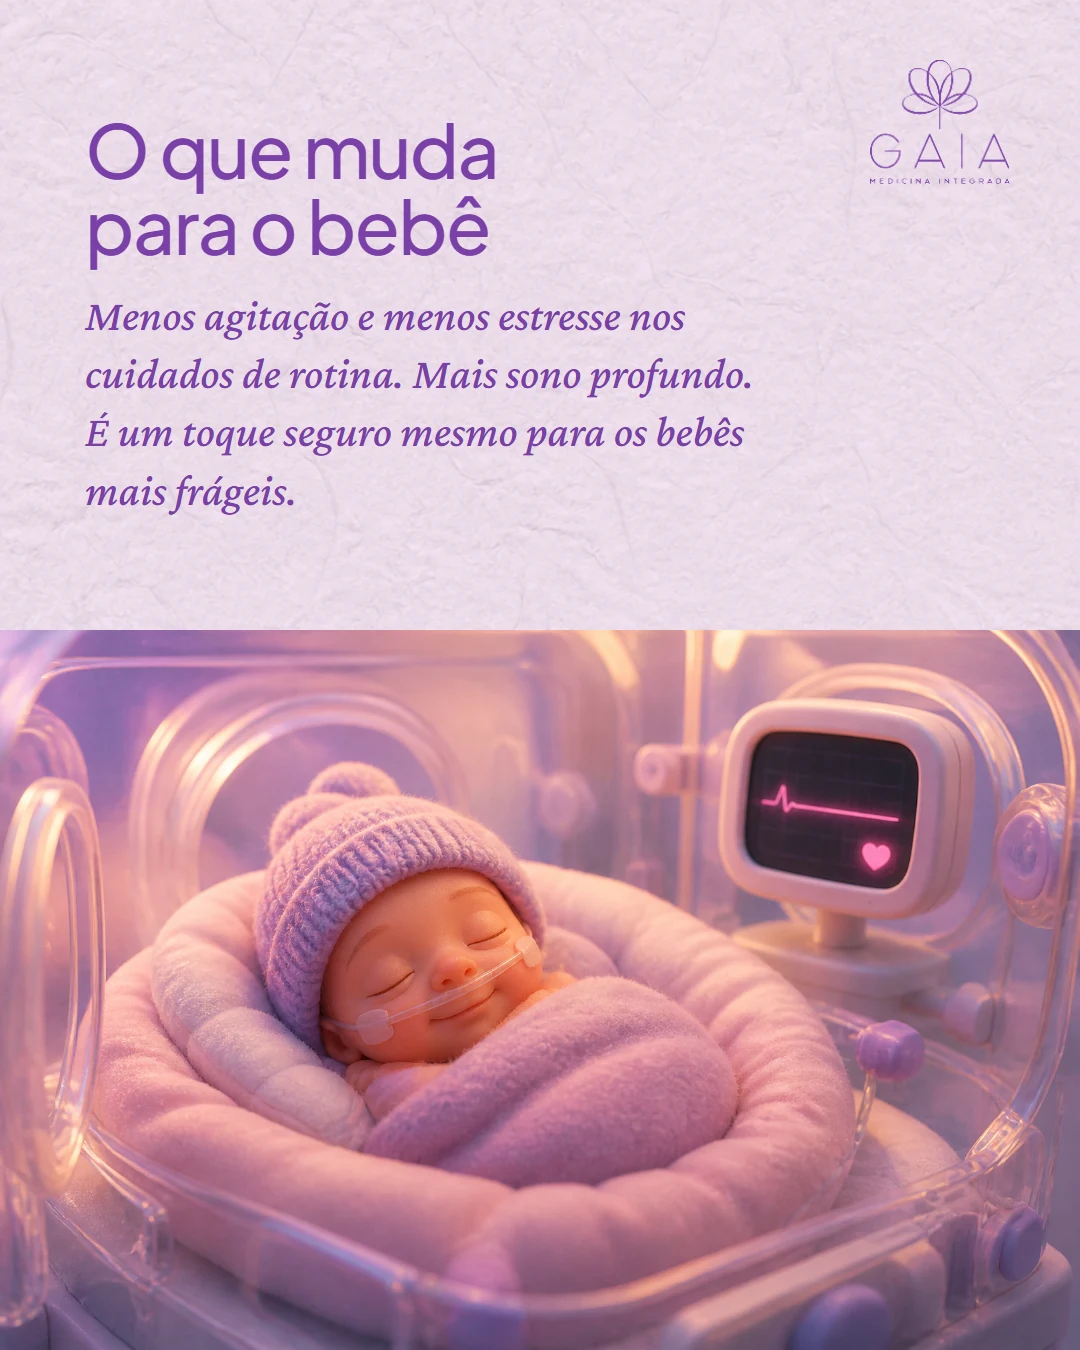 O que muda
para o bebê
GAIA
MEDICINA INTEGRADA
Menos agitação e menos estresse nos
cuidados de rotina. Mais sono profundo.
É um toque seguro mesmo para os bebês
mais frágeis.